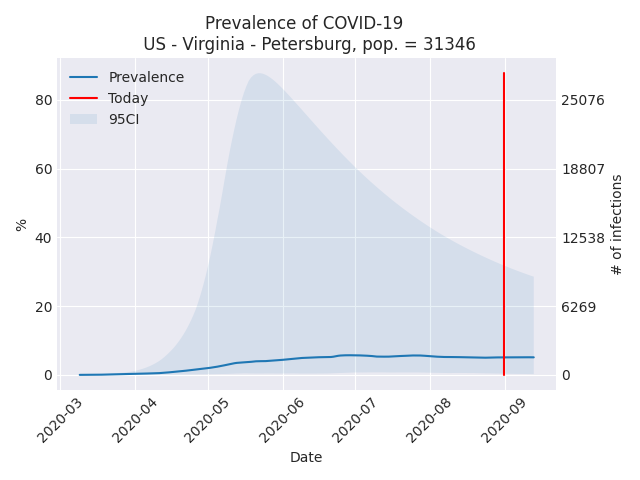 Prevalence of COVID-19
US - Virginia - Petersburg, pop. = 31346
Prevalence
Today
95CI
80
60
40
20
0
%
25076
18807
12538
6269
0
# of infections
2020-03
2020-04
2020-05
2020-06
2020-07
2020-08
2020-09
Date